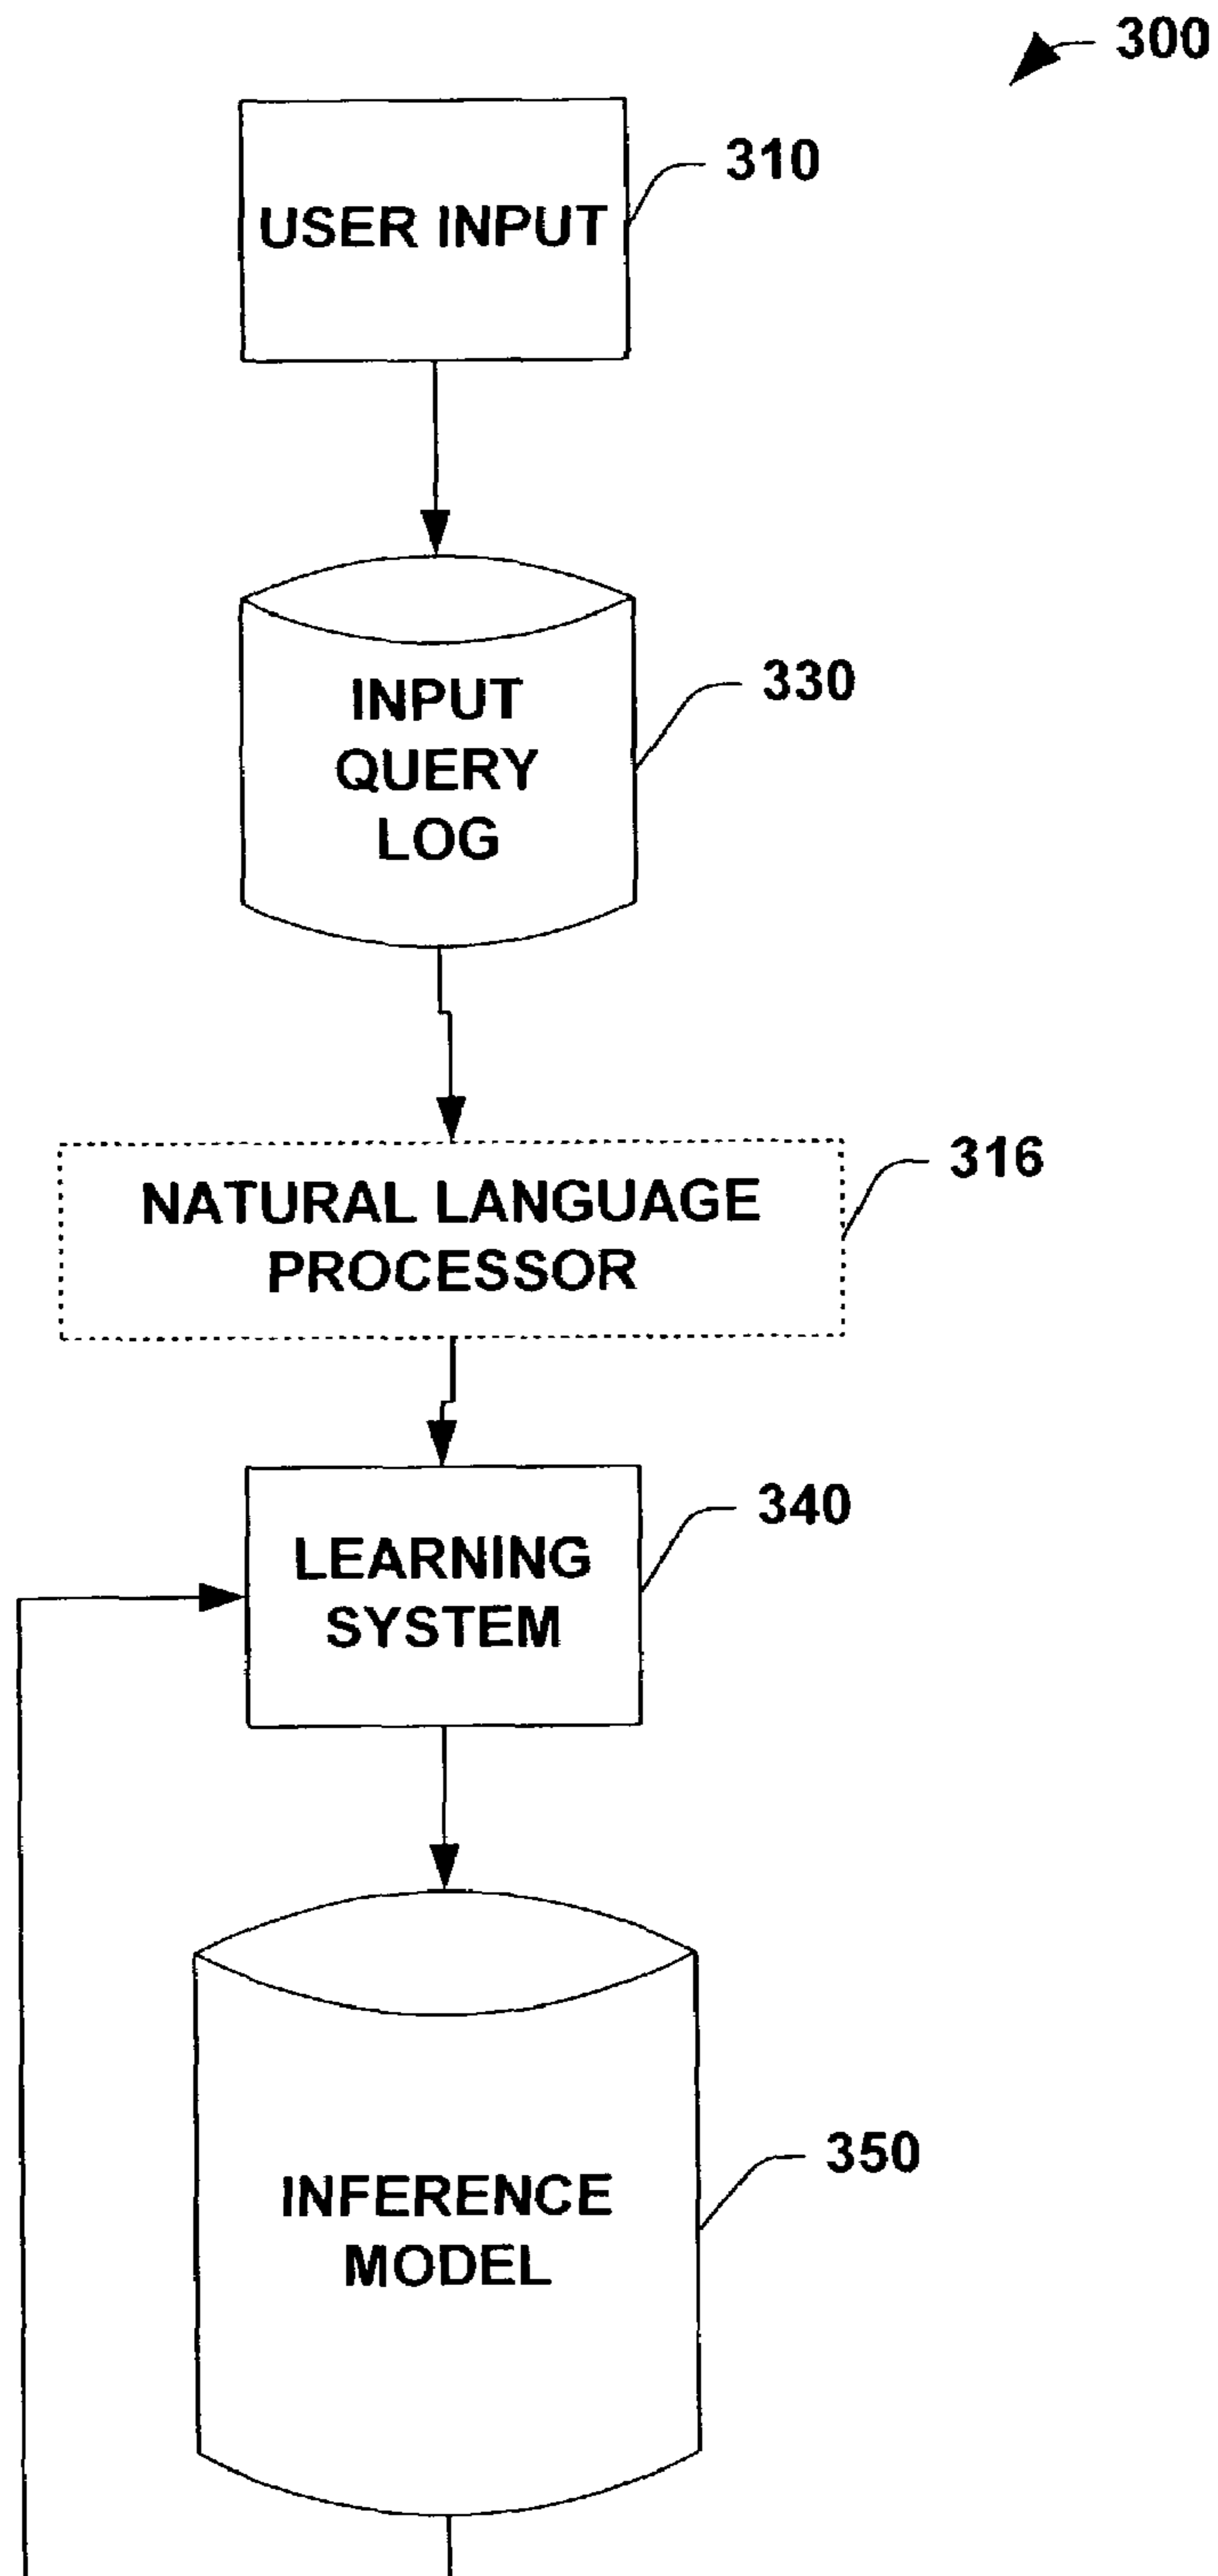 300
310
USER INPUT
330
INPUT
QUERY
LOG
316
NATURAL LANGUAGE
PROCESSOR
340
LEARNING
SYSTEM
350
INFERENCE
MODEL